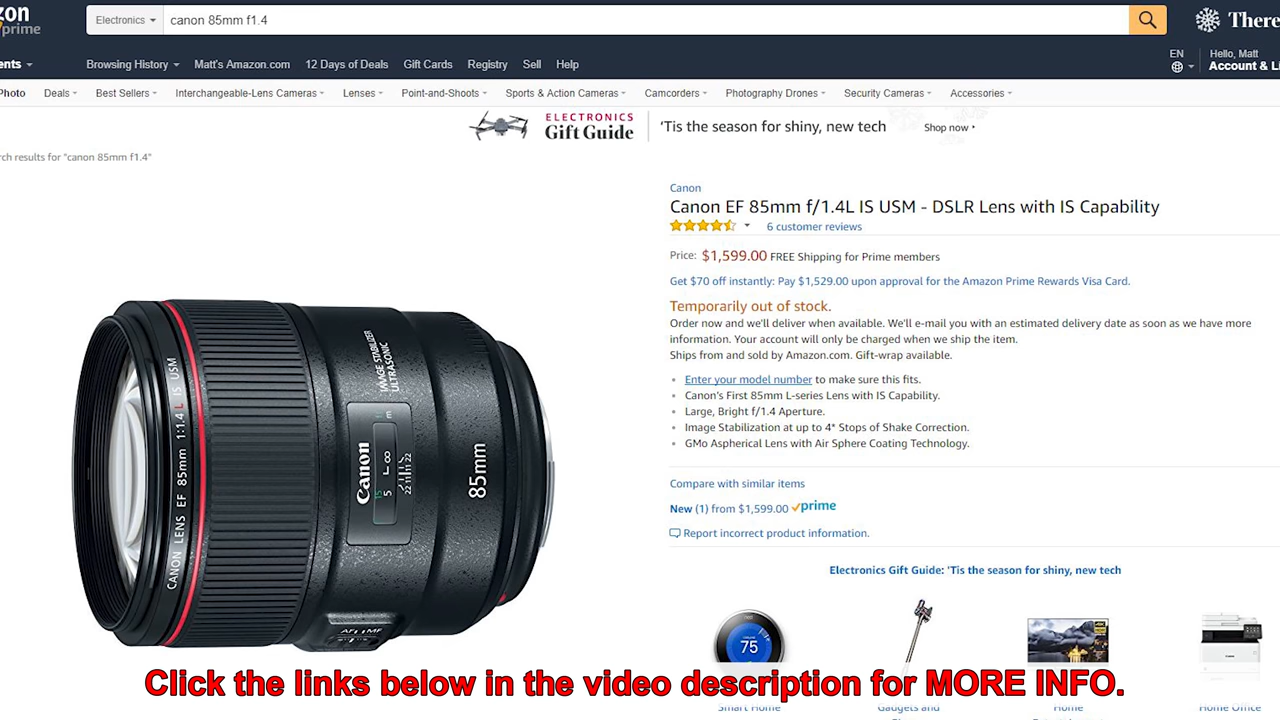 zon
prime
Electronics
canon 85mm f1.4
There
ents
Browsing History
Matt's Amazon.com
12 Days of Deals
Gift Cards
Registry
Sell
Help
EN
Hello, Matt
Account & Li
Photo
Deals
Best Sellers
Interchangeable-Lens Cameras
Lenses
Point-and-Shoots
Sports & Action Cameras
Camcorders
Photography Drones
Security Cameras
Accessories
ELECTRONICS
Gift Guide
'Tis the season for shiny, new tech
Shop now
rch results for "canon 85mm f1.4"
Canon
Canon EF 85mm f/1.4L IS USM - DSLR Lens with IS Capability
6 customer reviews
Price: $1,599.00 FREE Shipping for Prime members
Get $70 off instantly: Pay $1,529.00 upon approval for the Amazon Prime Rewards Visa Card.
Temporarily out of stock.
Order now and we'll deliver when available. We'll e-mail you with an estimated delivery date as soon as we have more
information. Your account will only be charged when we ship the item.
Ships from and sold by Amazon.com. Gift-wrap available.
Enter your model number to make sure this fits.
Canon's First 85mm L-series Lens with IS Capability.
Large, Bright f/1.4 Aperture.
Image Stabilization at up to 4* Stops of Shake Correction.
GMo Aspherical Lens with Air Sphere Coating Technology.
Compare with similar items
New (1) from $1,599.00 prime
Report incorrect product information.
Electronics Gift Guide: 'Tis the season for shiny, new tech
CANON LENS EF 85mm 1:1.4 L IS USM
IMAGE STABILIZER
ULTRASONIC
Canon
m
15 5 L ∞
22 11 11 22
85mm
AF MF
75
Click the links below in the video description for MORE INFO.
Smart Home
Gadgets and
Home
Home Office